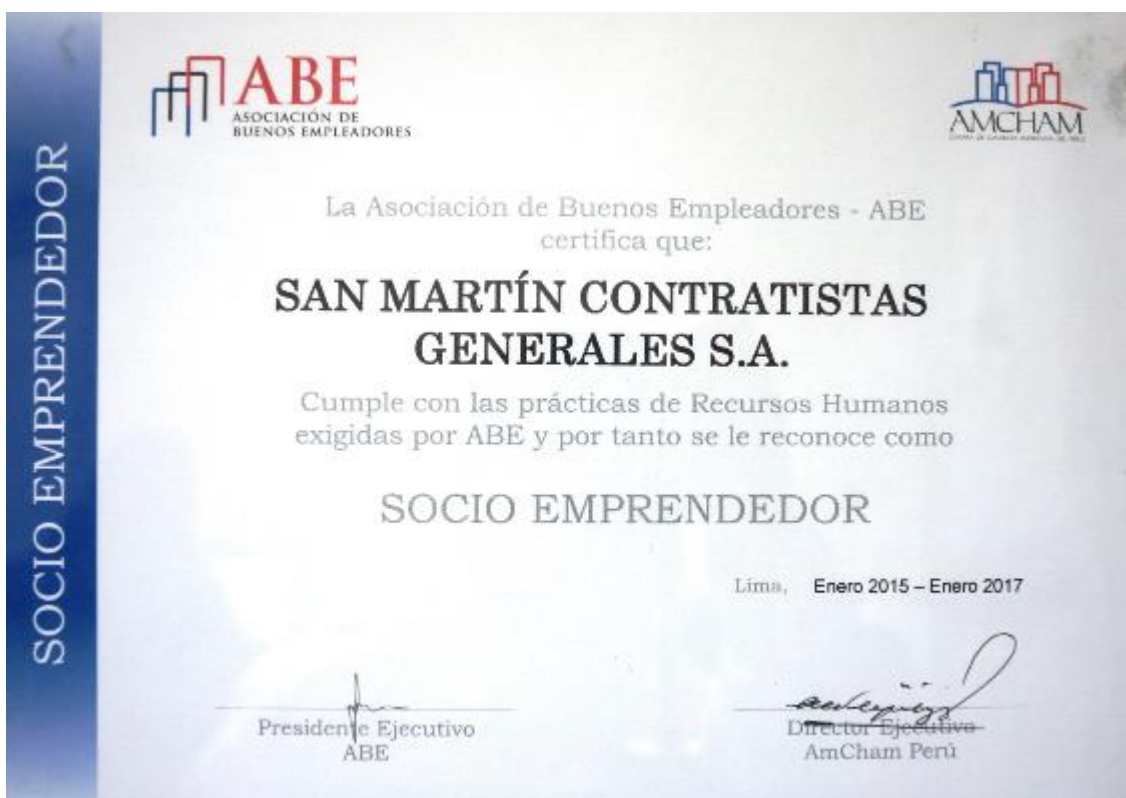 SOCIO EMPRENDEDOR
ABE
ASOCIACIÓN DE
BUENOS EMPLEADORES
AMCHAM
La Asociación de Buenos Empleadores - ABE
certifica que:
SAN MARTÍN CONTRATISTAS
GENERALES S.A.
Cumple con las prácticas de Recursos Humanos
exigidas por ABE y por tanto se le reconoce como
SOCIO EMPRENDEDOR
Lima, Enero 2015 – Enero 2017
Presidente Ejecutivo
ABE
Director Ejecutivo
AmCham Perú